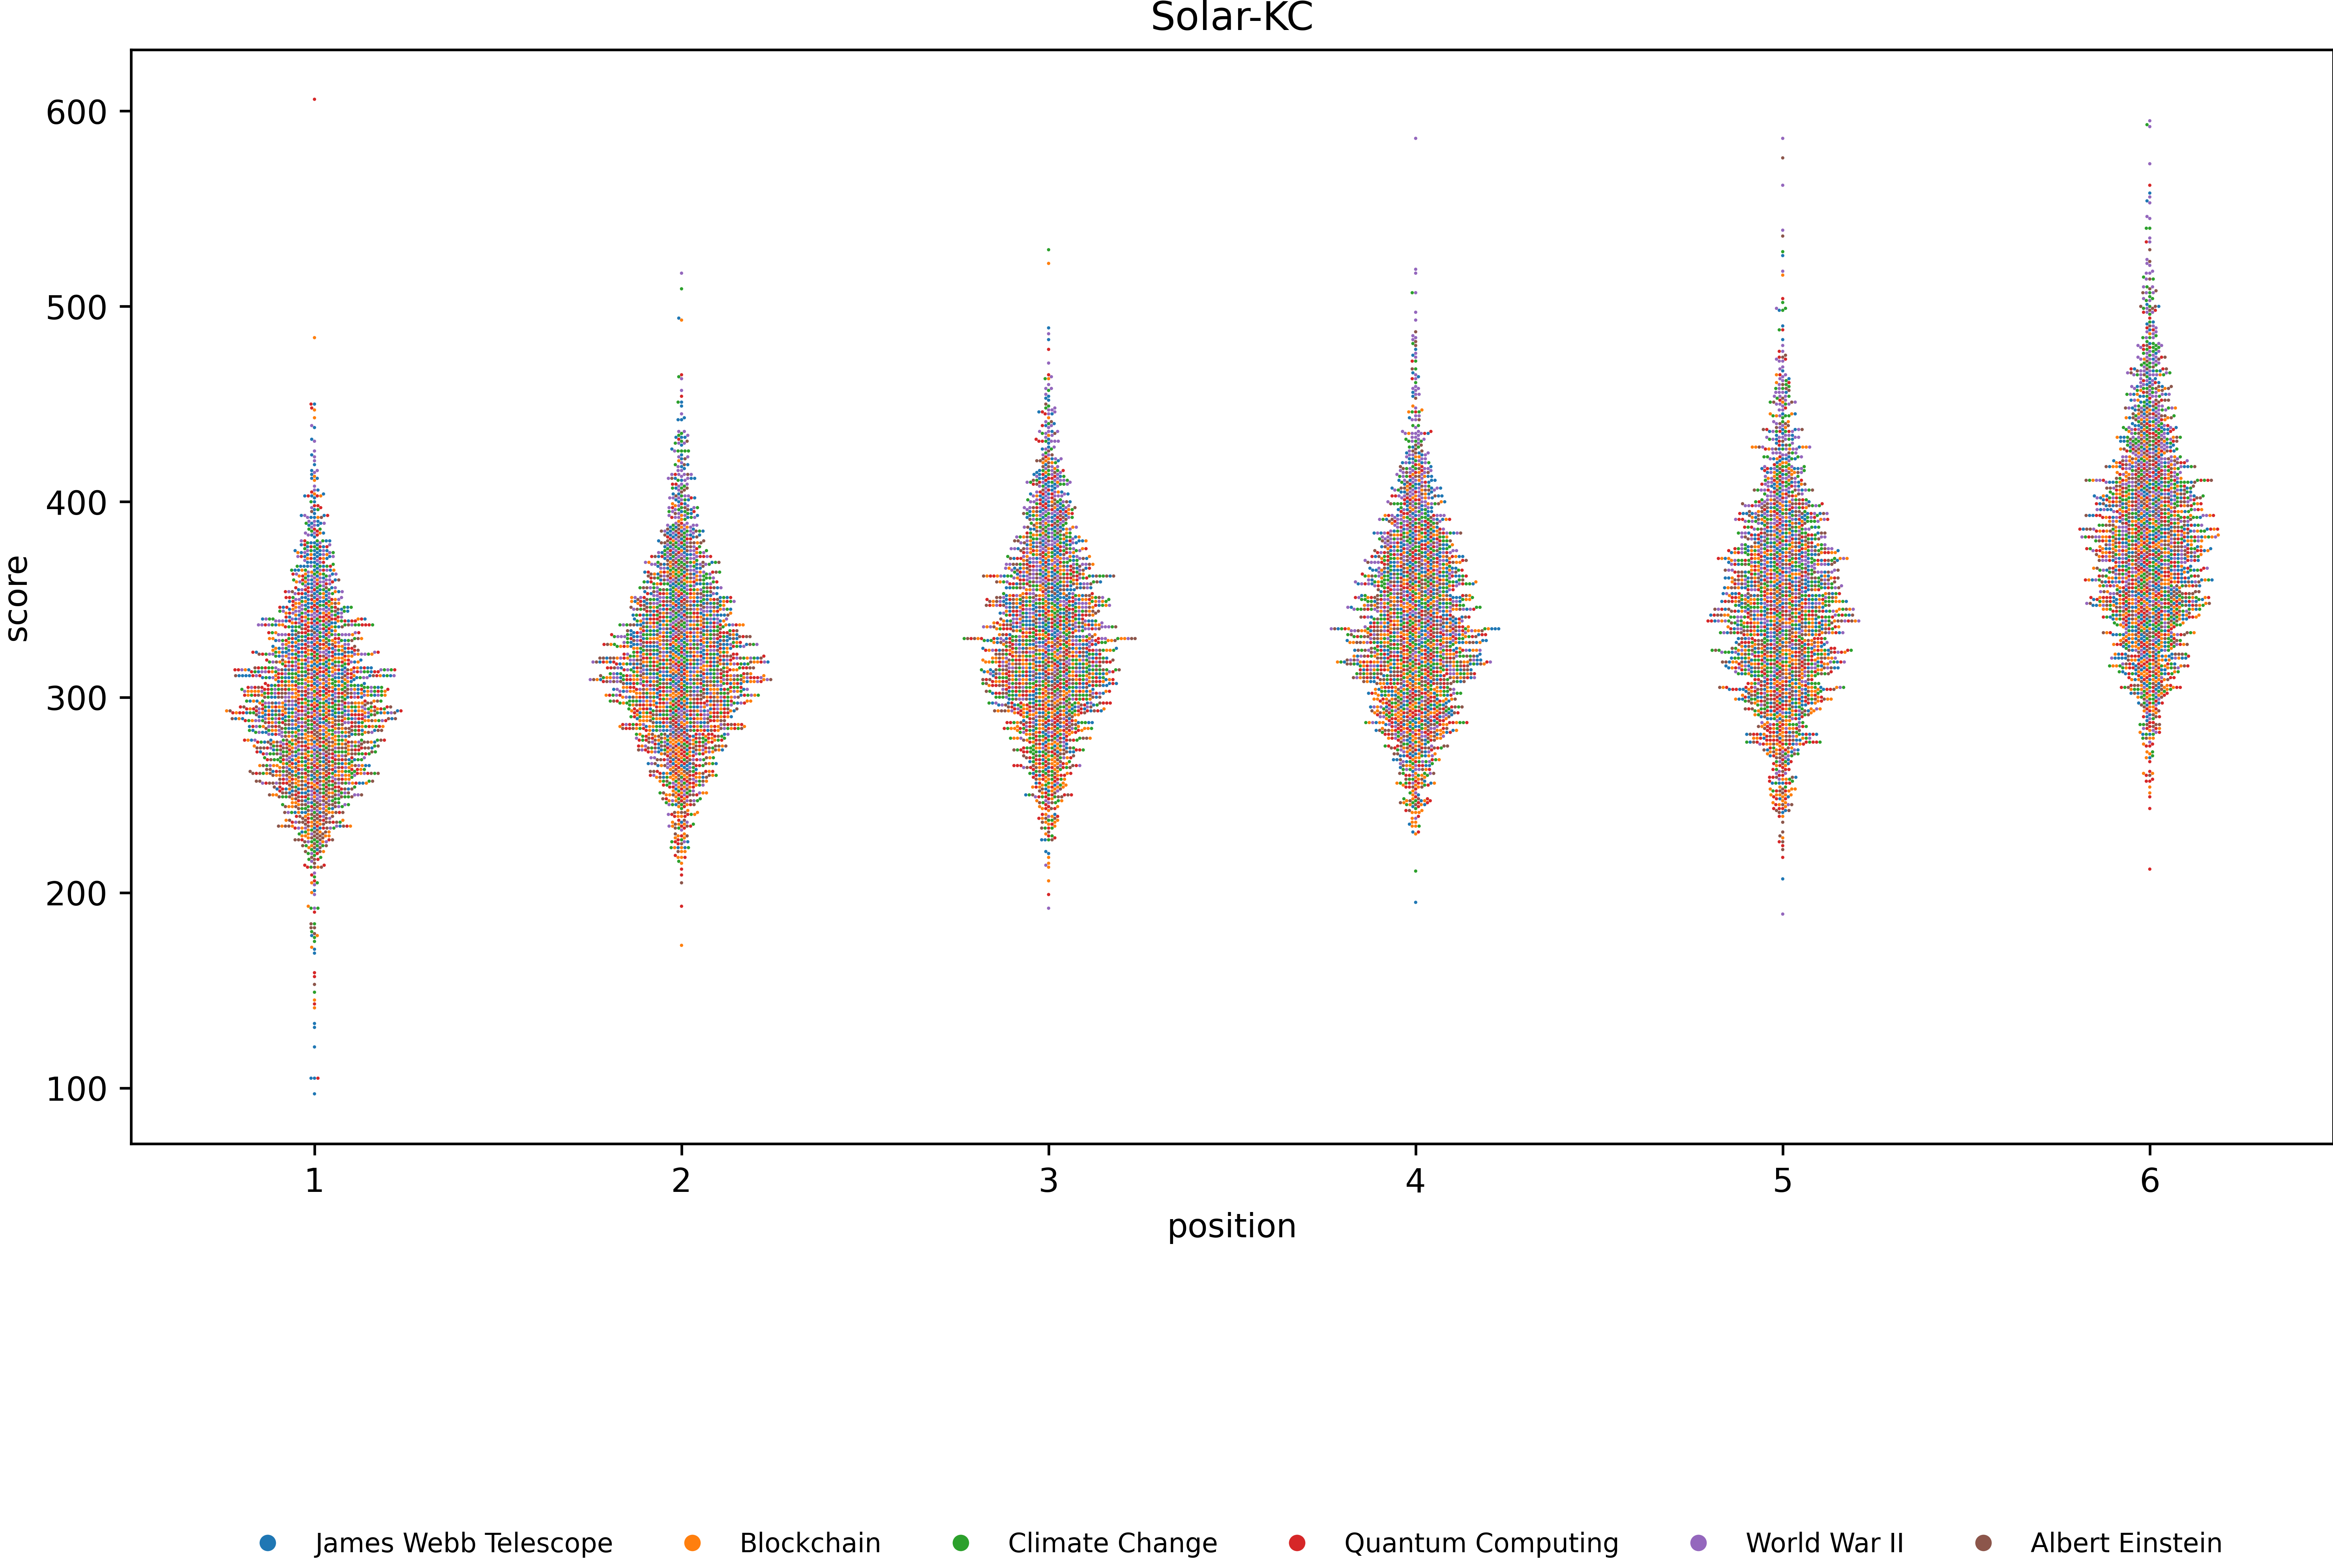 Solar-KC
600
500
400
300
200
100
score
1 2 3 4 5 6
position
James Webb Telescope Blockchain Climate Change Quantum Computing World War II Albert Einstein